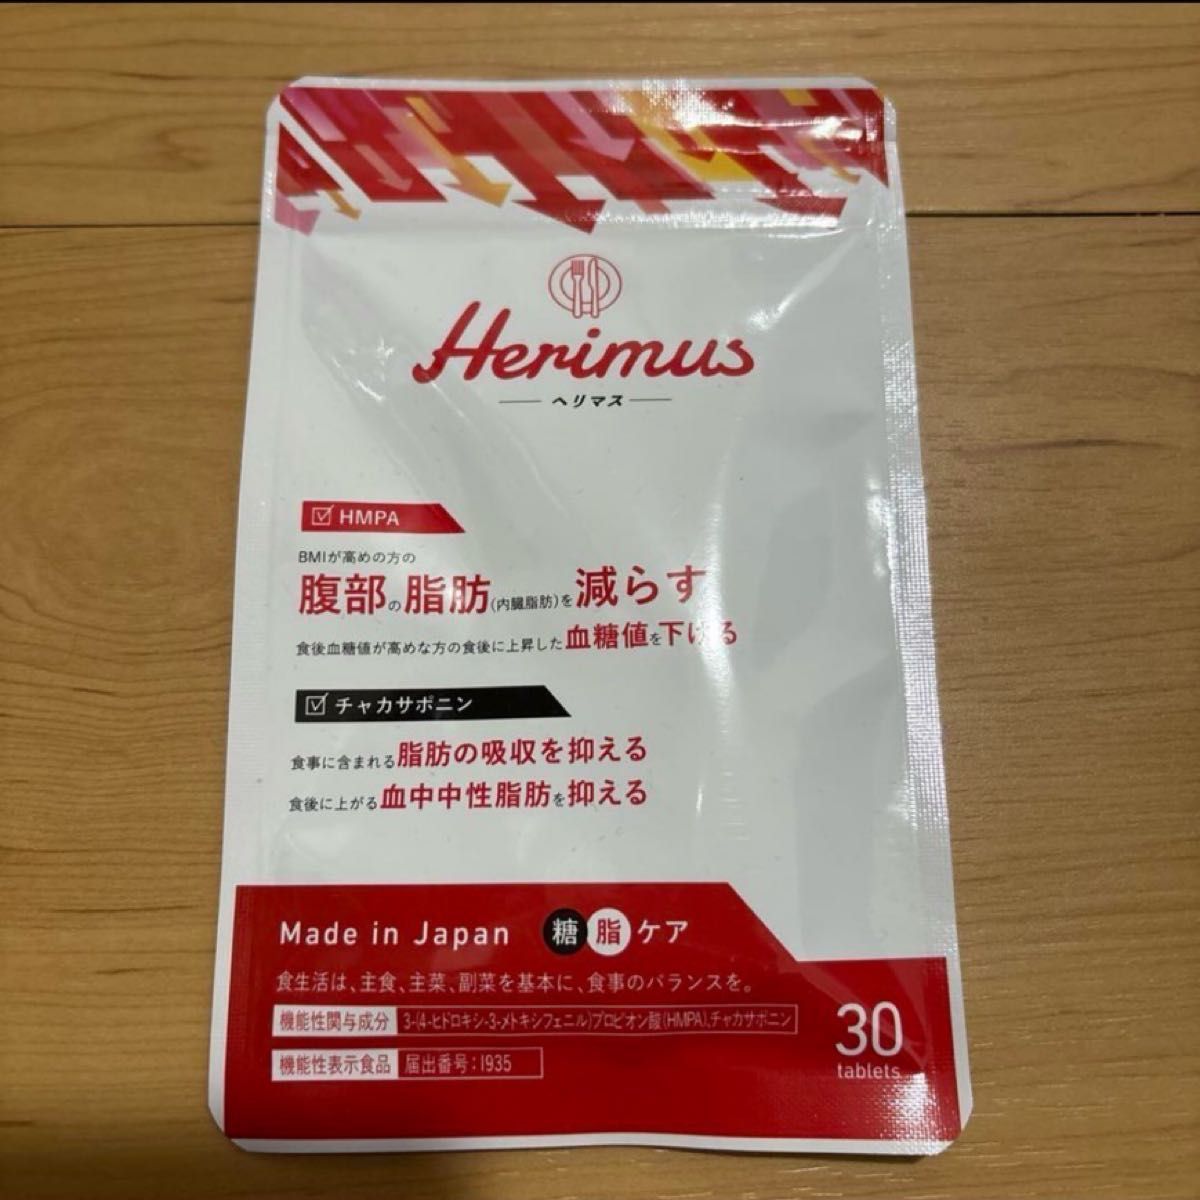 Herimus
ヘリマス
HMPA
BMIが高めの方の
腹部の脂肪(内臓脂肪)を減らす
食後血糖値が高めな方の食後に上昇した血糖値を下げる
チャカサポニン
食事に含まれる脂肪の吸収を抑える
食後に上がる血中中性脂肪を抑える
Made in Japan 糖脂ケア
食生活は、主食、主菜、副菜を基本に、食事のバランスを。
機能性関与成分 3-(4-ヒドロキシ-3-メトキシフェニル)プロピオン酸(HMPA),チャカサポニン
機能性表示食品 届出番号:I935
30
tablets